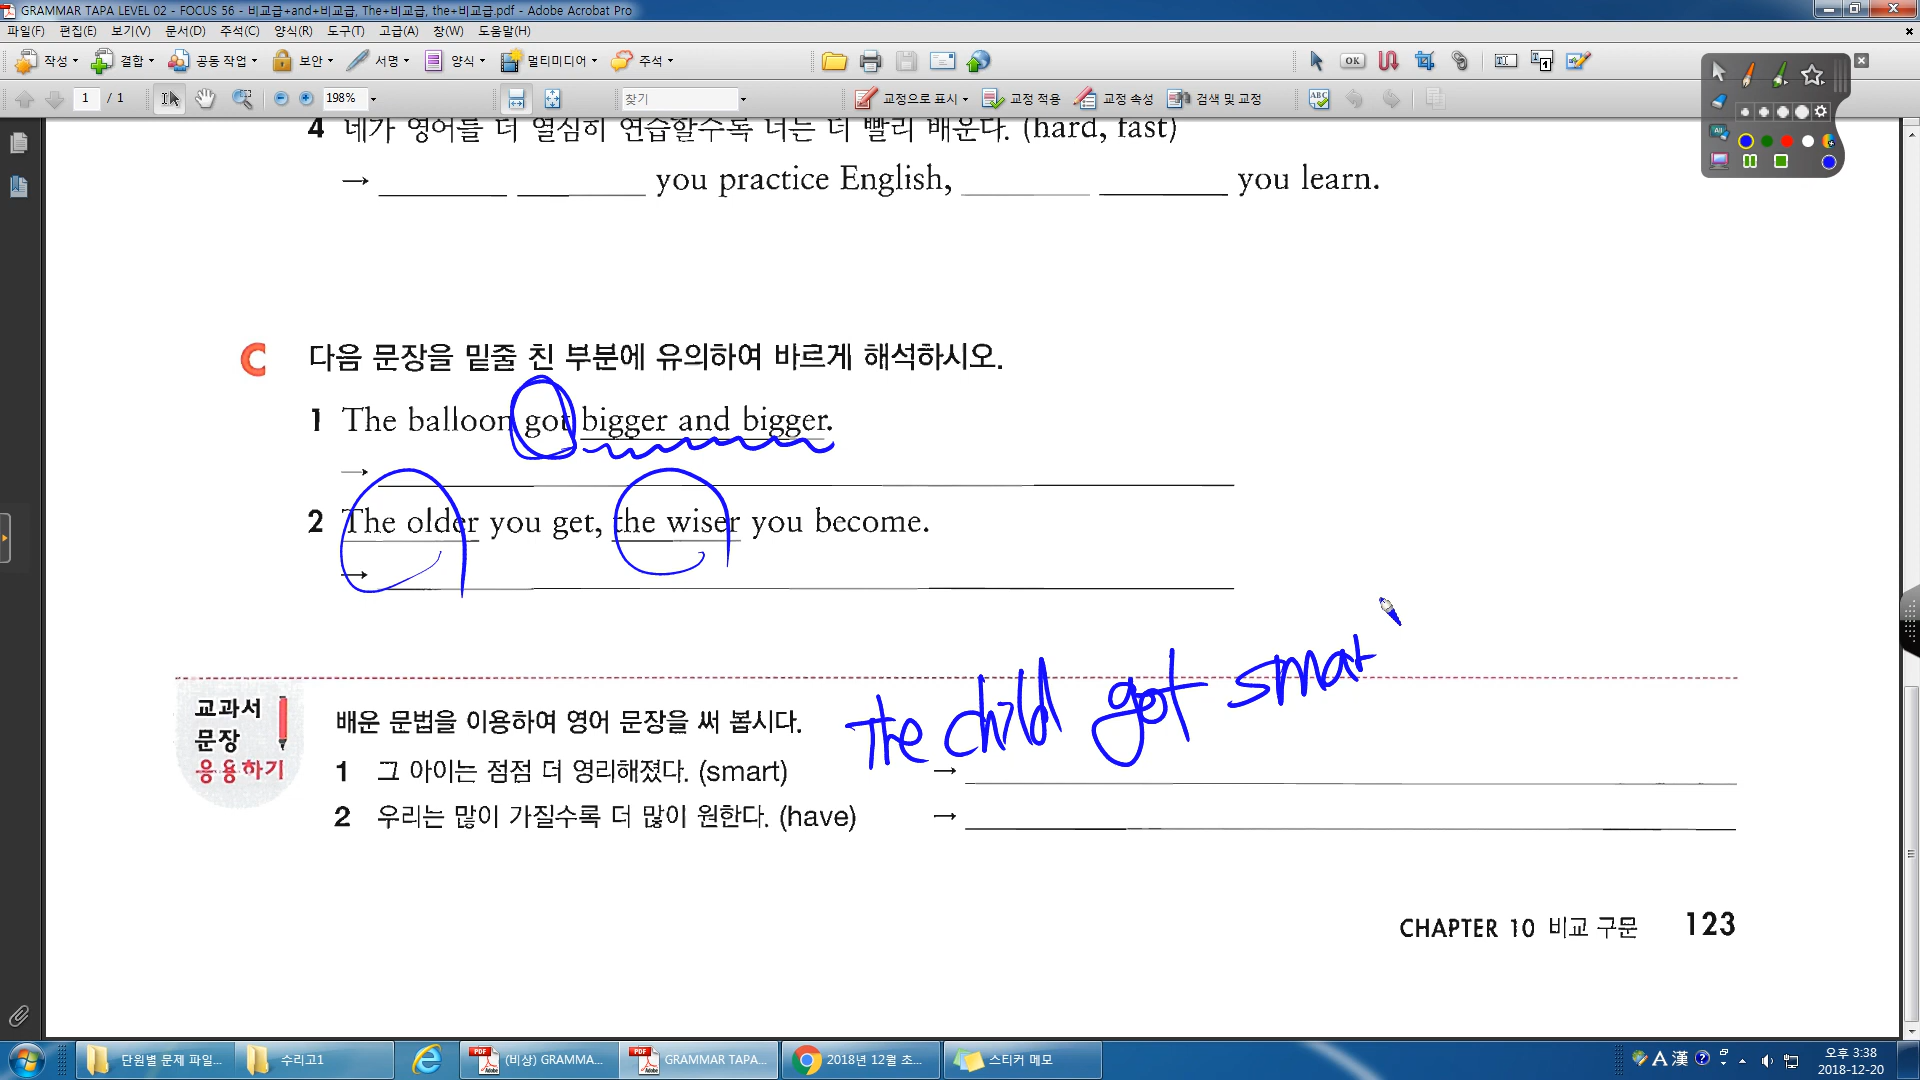 GRAMMAR TAPA LEVEL 02 - FOCUS 56 - 비교급+and+비교급, The+비교급, the+비교급.pdf - Adobe Acrobat Pro
파일(F) 편집(E) 보기(V) 문서(D) 주석(C) 양식(R) 도구(T) 고급(A) 창(W) 도움말(H)
작성 결합 공동 작업 보안 서명 양식 멀티미디어 주석 OK
1 / 1 198% 찾기 교정으로 표시 교정 적용 교정 속성 검색 및 교정
4 네가 영어를 더 열심히 연습할수록 너는 더 빨리 배운다. (hard, fast)
→ you practice English, you learn.
C 다음 문장을 밑줄 친 부분에 유의하여 바르게 해석하시오.
1 The balloon got bigger and bigger.
→
2 The older you get, the wiser you become.
→
The child got smart
교과서
문장
응용하기
배운 문법을 이용하여 영어 문장을 써 봅시다.
1 그 아이는 점점 더 영리해졌다. (smart) →
2 우리는 많이 가질수록 더 많이 원한다. (have) →
CHAPTER 10 비교 구문 123
단원별 문제 파일... 수리고1 (비상) GRAMMA... GRAMMAR TAPA... 2018년 12월 초... 스티커 메모 A 漢 오후 3:38
2018-12-20